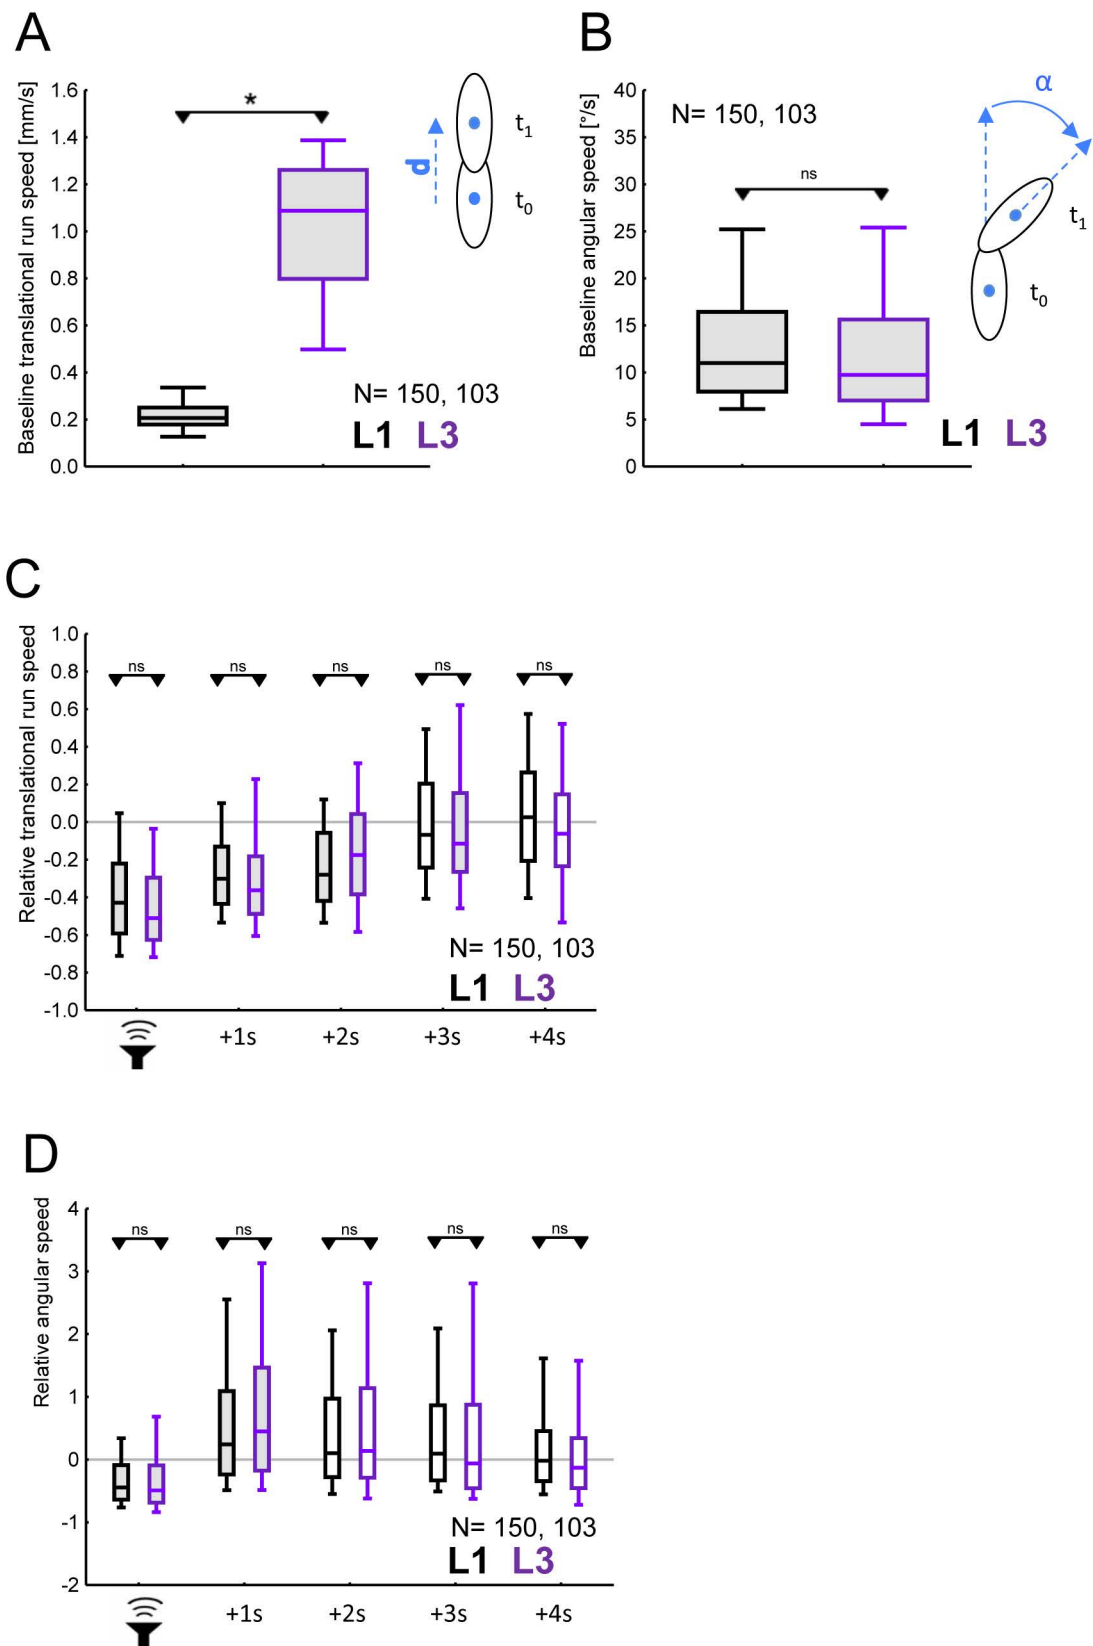 A
Baseline translational run speed [mm/s]
1.6
1.4
1.2
1.0
0.8
0.6
0.4
0.2
0.0
*
d
t1
t0
N= 150, 103
L1 L3
B
Baseline angular speed [°/s]
40
35
30
25
20
15
10
5
0
N= 150, 103
ns
α
t1
t0
L1 L3
C
Relative translational run speed
1.0
0.8
0.6
0.4
0.2
0.0
-0.2
-0.4
-0.6
-0.8
-1.0
ns ns ns ns ns
N= 150, 103
L1 L3
+1s +2s +3s +4s
D
Relative angular speed
4
3
2
1
0
-1
-2
ns ns ns ns ns
N= 150, 103
L1 L3
+1s +2s +3s +4s